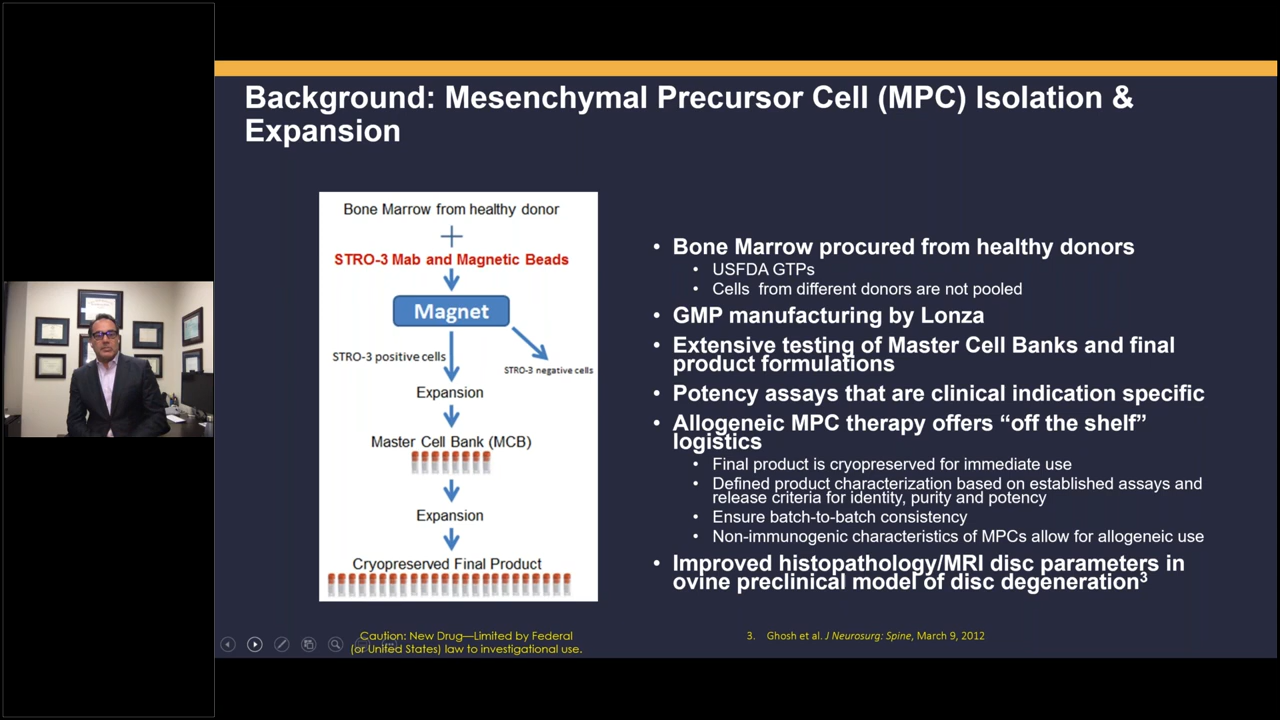 Background: Mesenchymal Precursor Cell (MPC) Isolation &
Expansion
Bone Marrow from healthy donor
STRO-3 Mab and Magnetic Beads
Magnet
STRO-3 positive cells
STRO-3 negative cells
Expansion
Master Cell Bank (MCB)
Expansion
Cryopreserved Final Product
• Bone Marrow procured from healthy donors
• USFDA GTPs
• Cells from different donors are not pooled
• GMP manufacturing by Lonza
• Extensive testing of Master Cell Banks and final
product formulations
• Potency assays that are clinical indication specific
• Allogeneic MPC therapy offers “off the shelf”
logistics
• Final product is cryopreserved for immediate use
• Defined product characterization based on established assays and
release criteria for identity, purity and potency
• Ensure batch-to-batch consistency
• Non-immunogenic characteristics of MPCs allow for allogeneic use
• Improved histopathology/MRI disc parameters in
ovine preclinical model of disc degeneration³
Caution: New Drug—Limited by Federal
(or United States) law to investigational use.
3. Ghosh et al. J Neurosurg: Spine, March 9, 2012